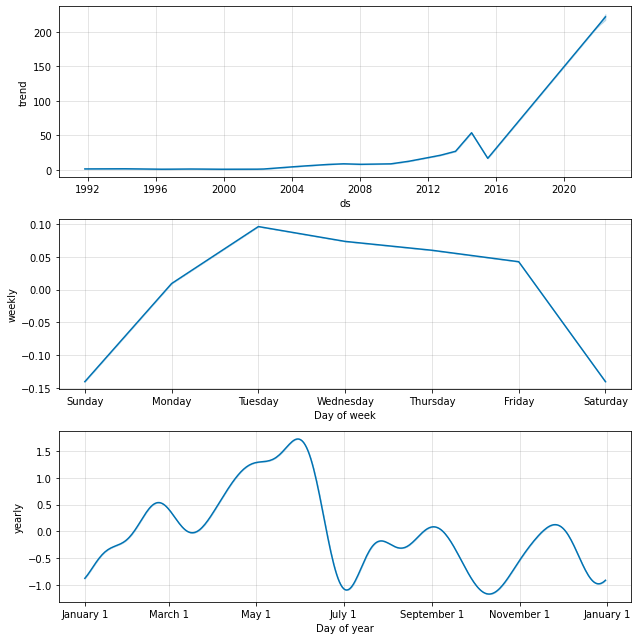 200
150
100
50
0
trend
1992 1996 2000 2004 2008 2012 2016 2020
ds
0.10
0.05
0.00
−0.05
−0.10
−0.15
weekly
Sunday Monday Tuesday Wednesday Thursday Friday Saturday
Day of week
1.5
1.0
0.5
0.0
−0.5
−1.0
yearly
January 1 March 1 May 1 July 1 September 1 November 1 January 1
Day of year